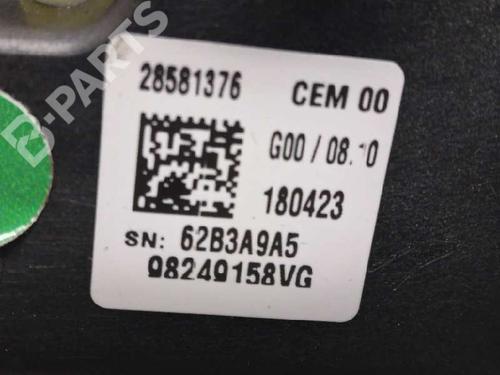 B-PARTS
28581376 CEM 00
G00 / 08.10
180423
SN: 62B3A9A5
98249158VG